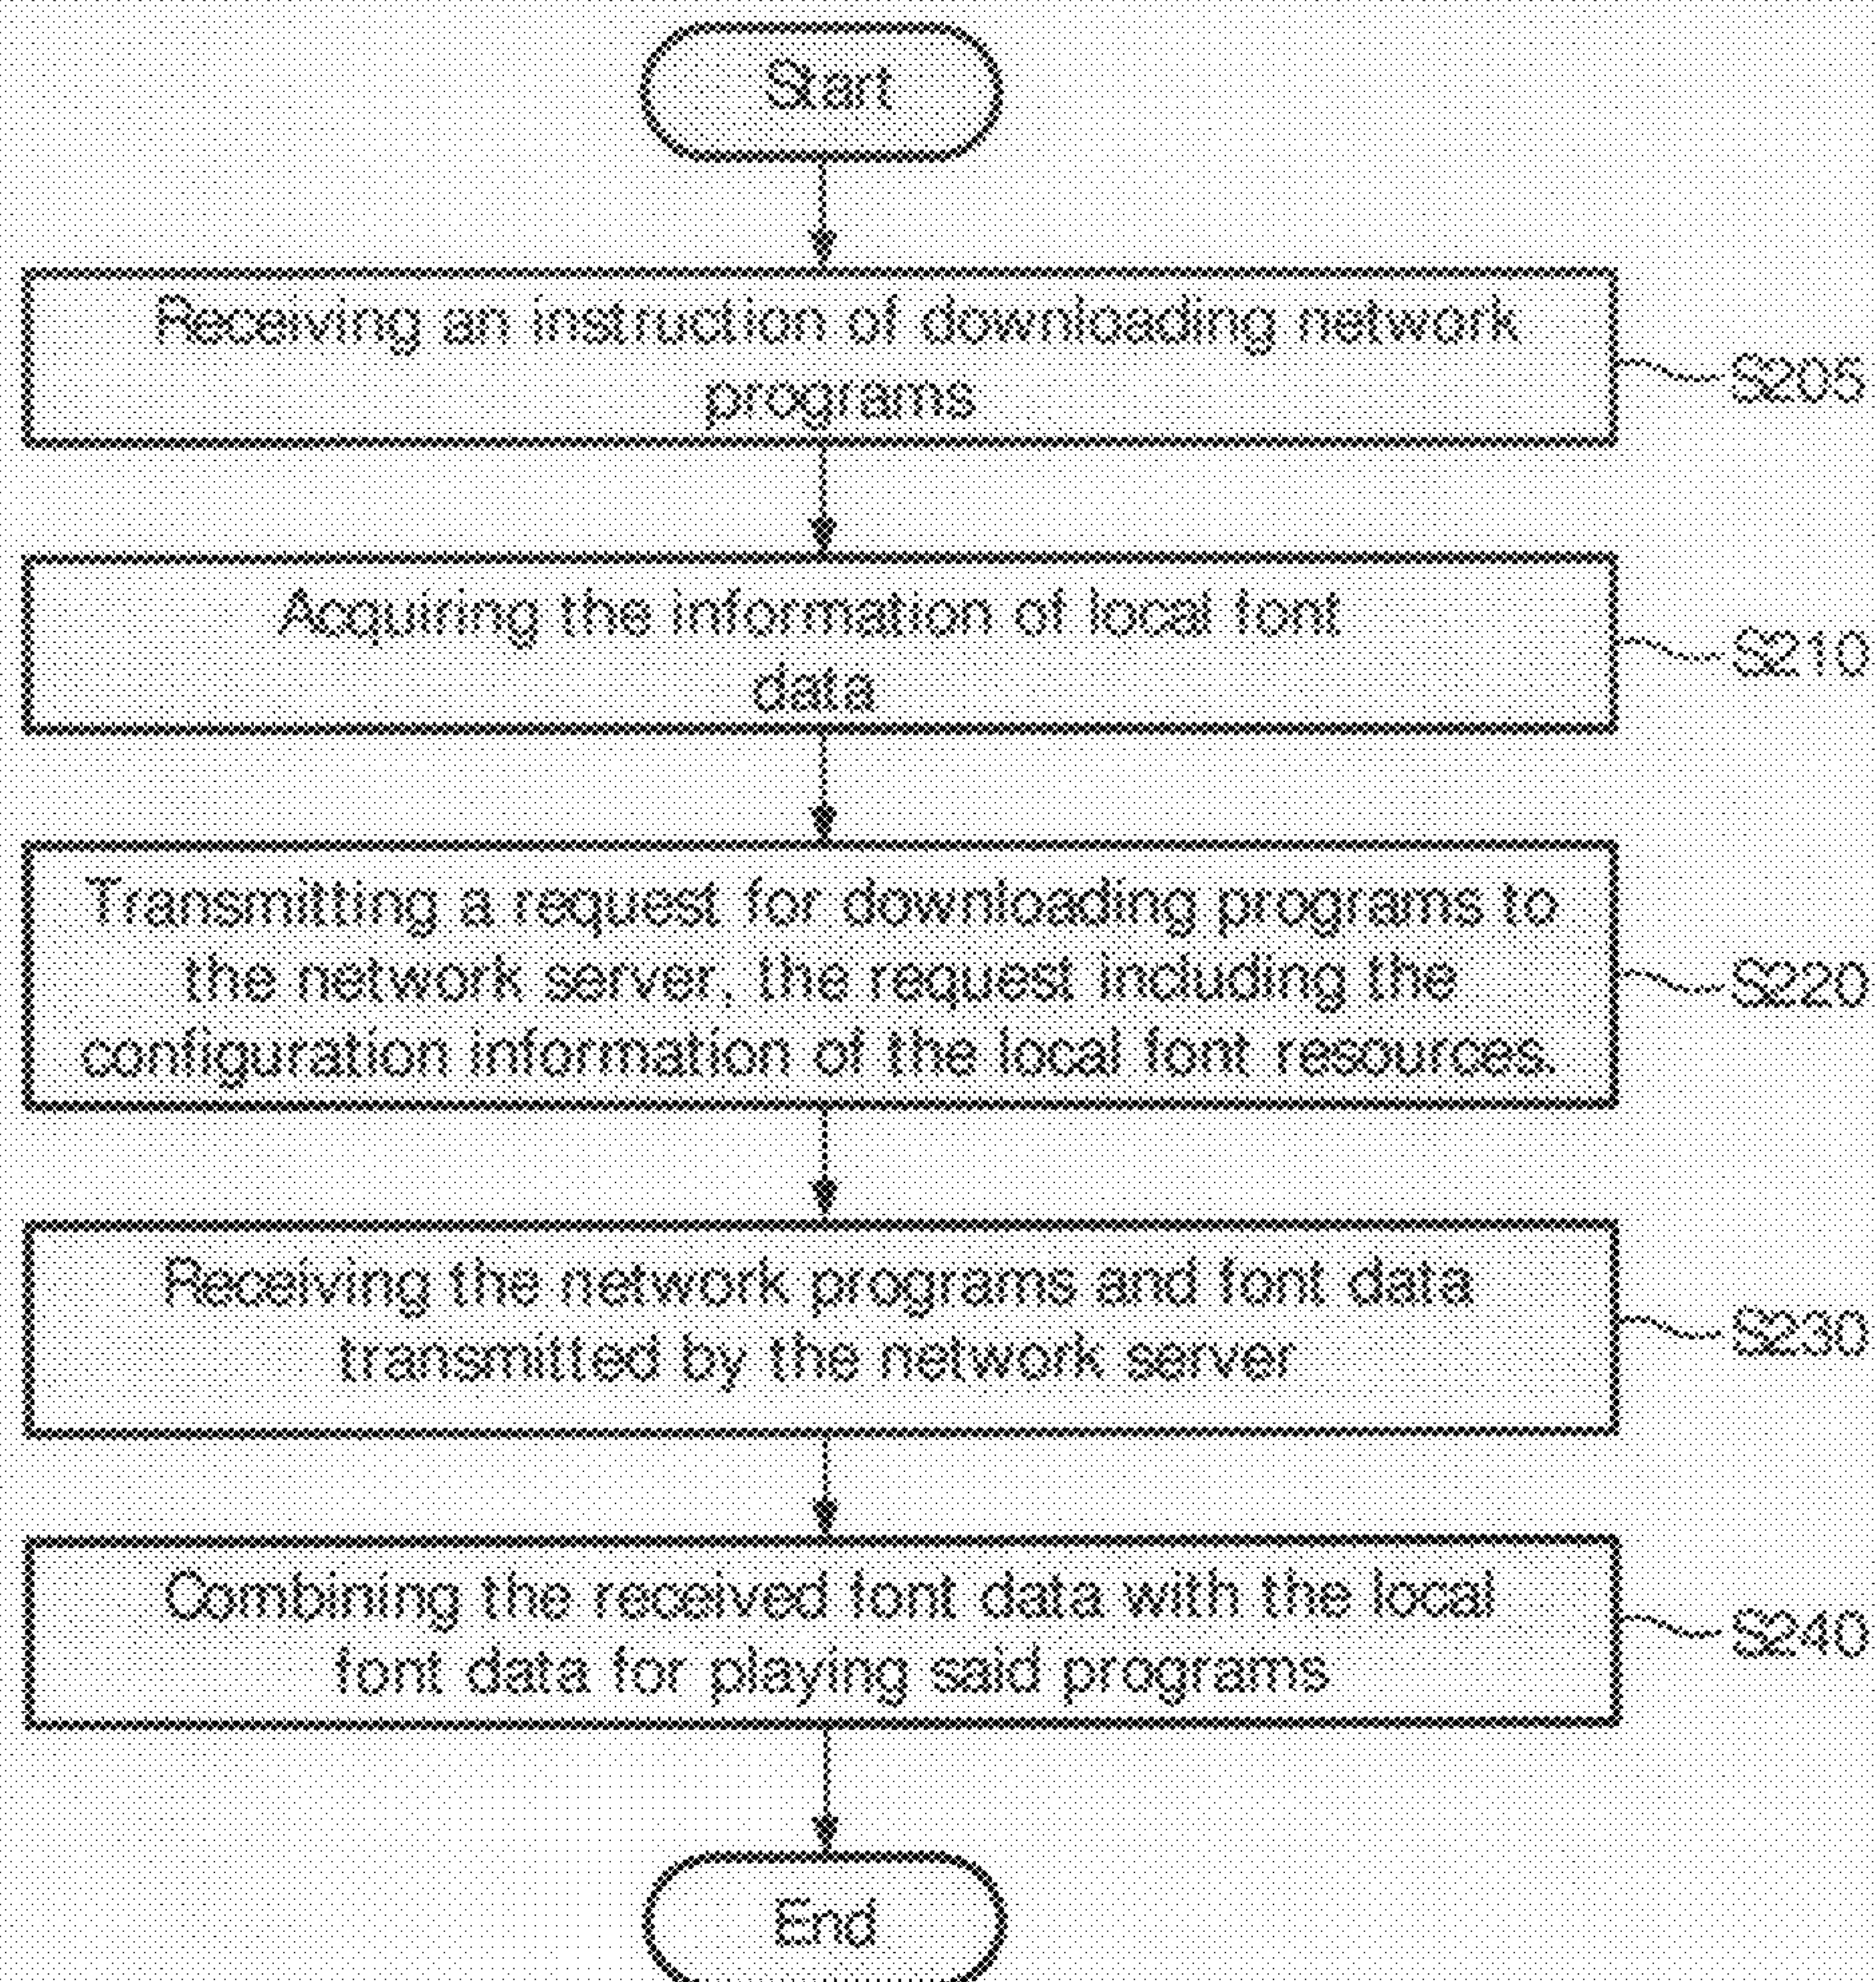 Start
Receiving an instruction of downloading network
programs
S205
Acquiring the information of local font
data
S210
Transmitting a request for downloading programs to
the network server, the request including the
configuration information of the local font resources.
S220
Receiving the network programs and font data
transmitted by the network server
S230
Combining the received font data with the local
font data for playing said programs
S240
End